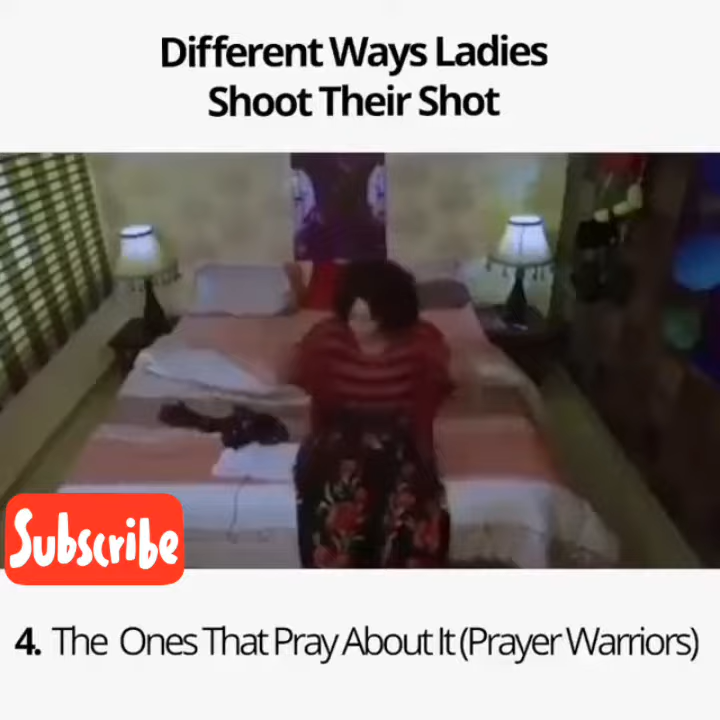 Different Ways Ladies
Shoot Their Shot
Subscribe
4. The Ones That Pray About It (Prayer Warriors)